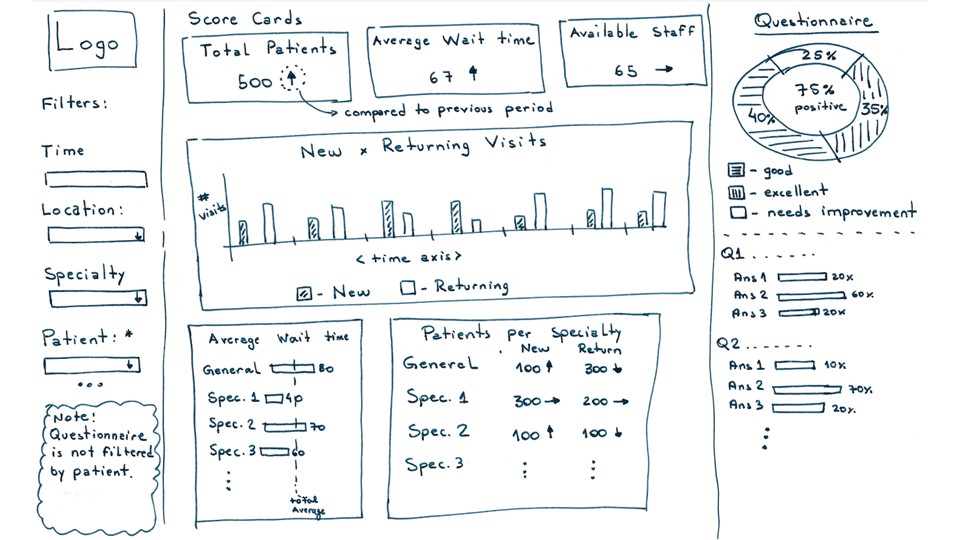 Logo
Filters:
Time
Location:
Specialty
Patient: *
...
Note!
Questionnaire
is not filtered
by patient.
Score Cards
Total Patients
500 ↑
Average Wait time
67 ↑
Available Staff
65 →
compared to previous period
New x Returning Visits
# visits
< time axis >
- New
- Returning
Average Wait time
General 80
Spec. 1 40
Spec. 2 70
Spec. 3 60
total
Average
Patients per Specialty
New Return
General 100 ↑ 300 ↓
Spec. 1 300 → 200 →
Spec. 2 100 ↑ 100 ↓
Spec. 3
Questionnaire
25%
75%
positive
40%
35%
- good
- excellent
- needs improvement
Q1 ......
Ans 1 20%
Ans 2 60%
Ans 3 20%
Q2 .......
Ans 1 10%
Ans 2 70%
Ans 3 20%